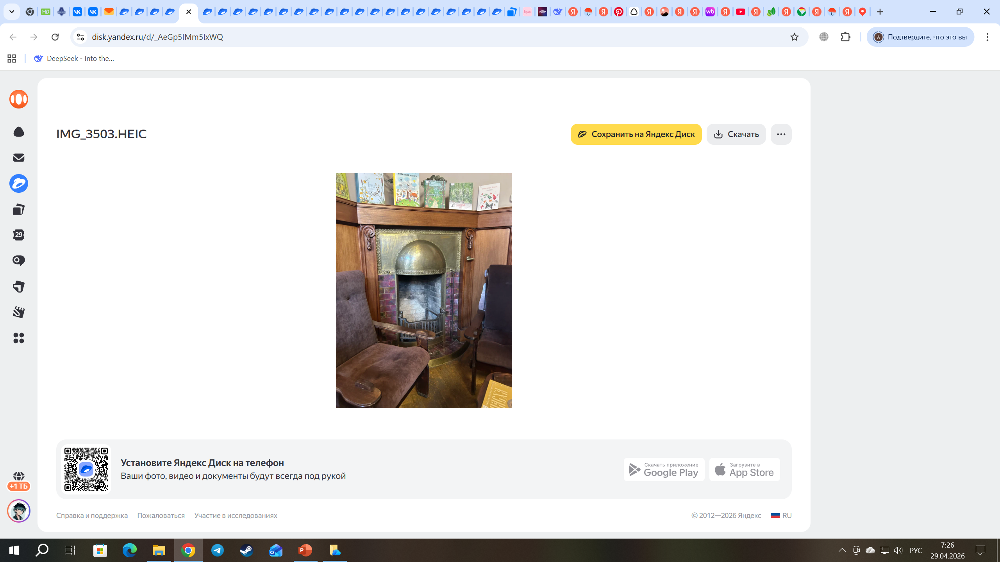 disk.yandex.ru/d/_AeGp5IMm5IxWQ
Подтвердите, что это вы
DeepSeek - Into the...
IMG_3503.HEIC
Сохранить на Яндекс Диск
Скачать
29
Установите Яндекс Диск на телефон
Ваши фото, видео и документы будут всегда под рукой
Скачать приложение
Google Play
Загрузите в
App Store
+1 ТБ
Справка и поддержка
Пожаловаться
Участие в исследованиях
© 2012—2026 Яндекс
RU
РУС
7:26
29.04.2026